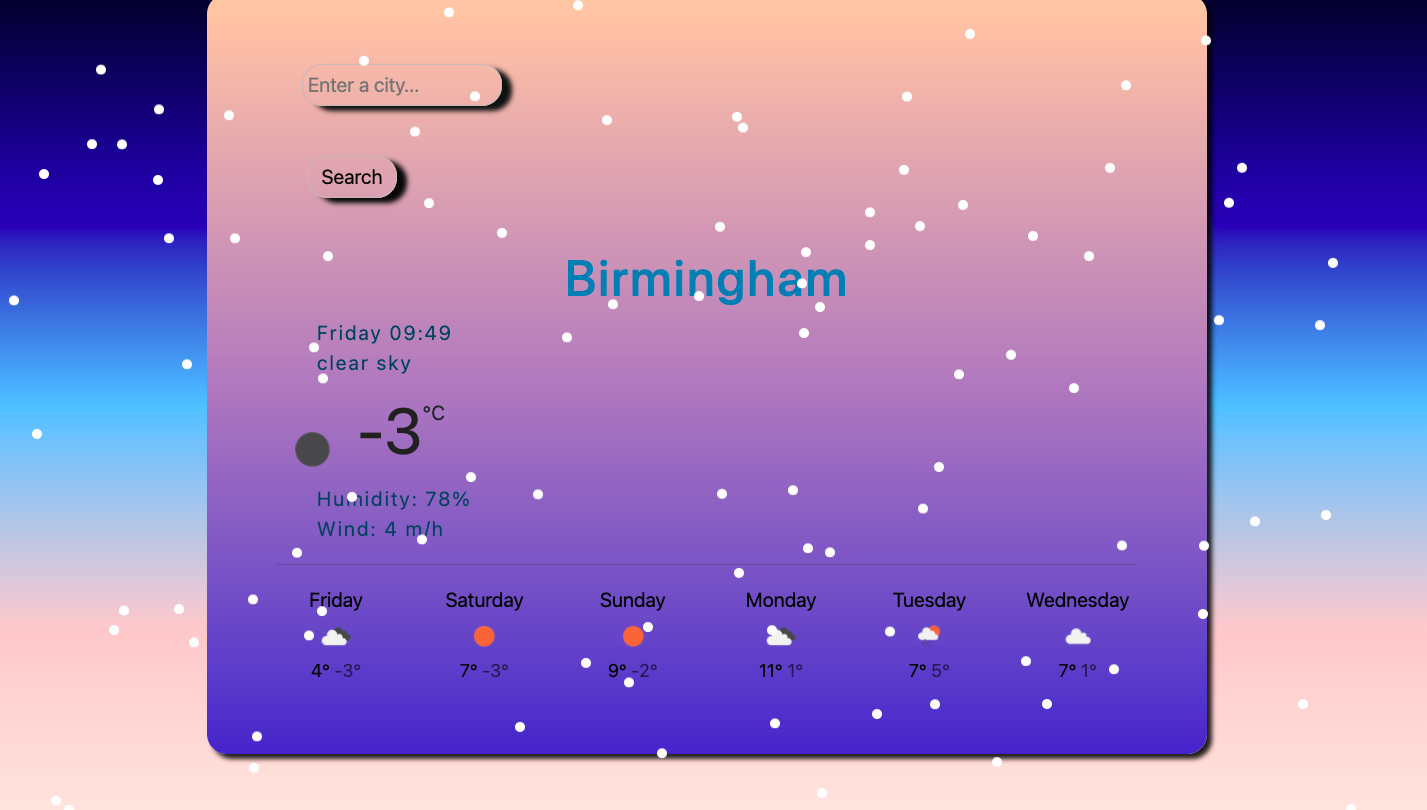 Enter a city...
Search
Birmingham
Friday 09:49
clear sky
-3°C
Humidity: 78%
Wind: 4 m/h
Friday Saturday Sunday Monday Tuesday Wednesday
4° -3° 7° -3° 9° -2° 11° 1° 7° 5° 7° 1°